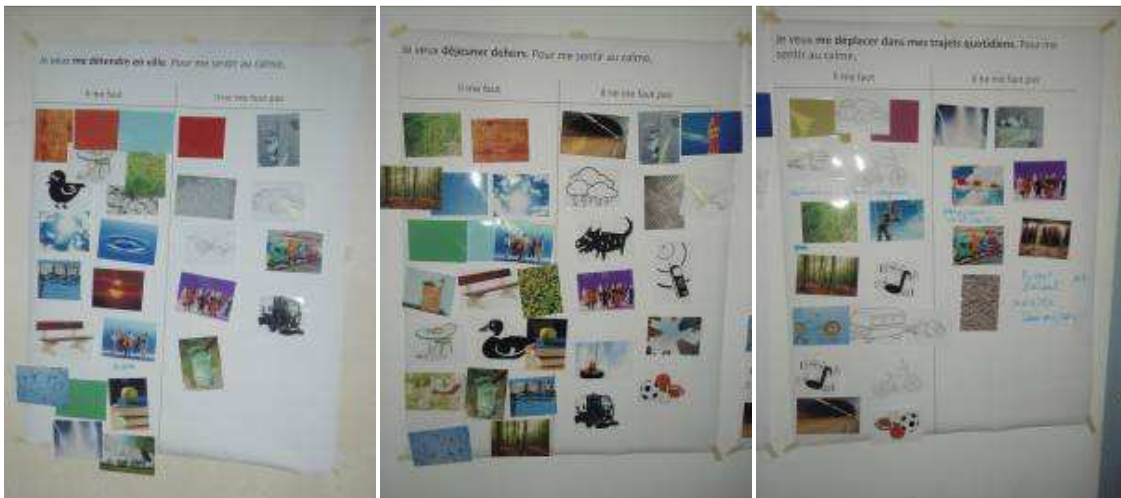 Je veux me détendre en ville. Pour me sentir au calme,
Il me faut
Il ne me faut pas
Je veux déjeuner dehors. Pour me sentir au calme,
Il me faut
Il ne me faut pas
Je veux me déplacer dans mes trajets quotidiens. Pour me
sentir au calme,
Il me faut
Il ne me faut pas